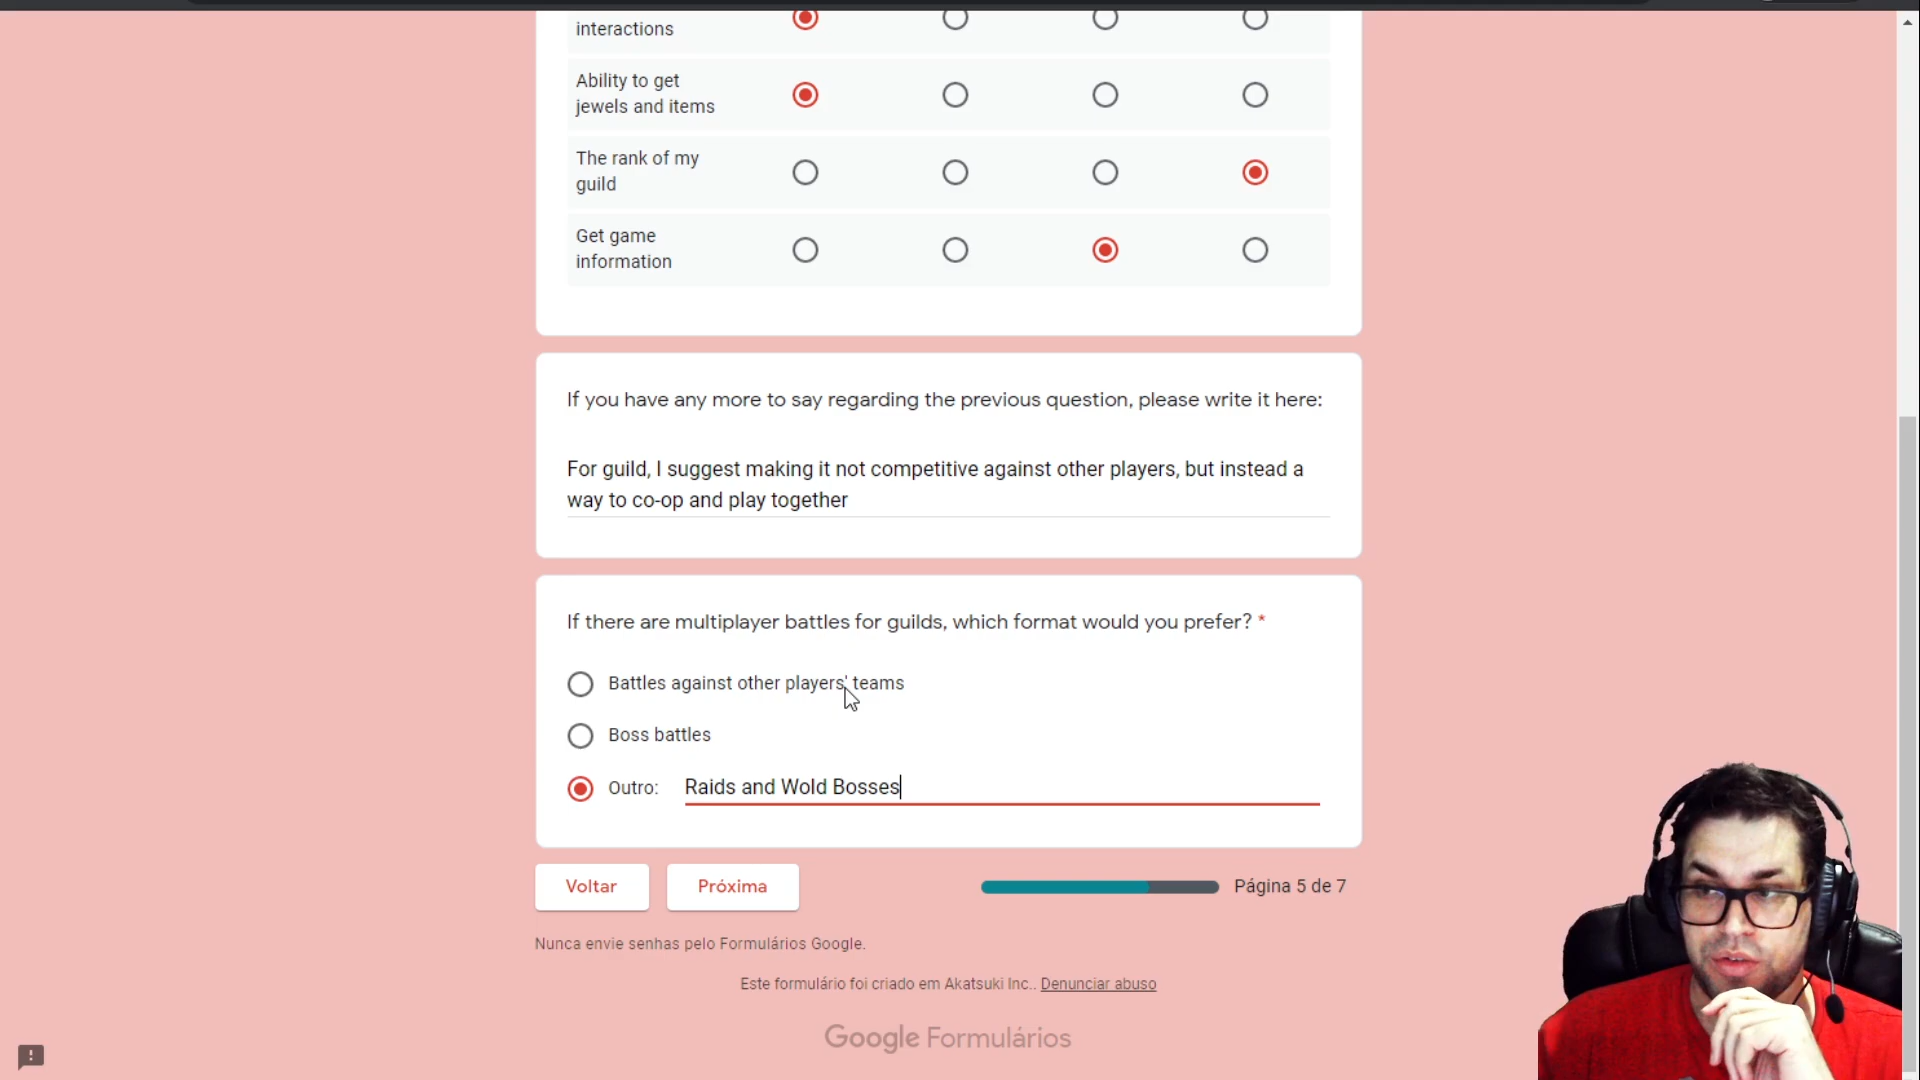 interactions
Ability to get
jewels and items
The rank of my
guild
Get game
information
If you have any more to say regarding the previous question, please write it here:
For guild, I suggest making it not competitive against other players, but instead a
way to co-op and play together
If there are multiplayer battles for guilds, which format would you prefer? *
Battles against other players' teams
Boss battles
Outro: Raids and Wold Bosses
Voltar Próxima Página 5 de 7
Nunca envie senhas pelo Formulários Google.
Este formulário foi criado em Akatsuki Inc.. Denunciar abuso
Google Formulários